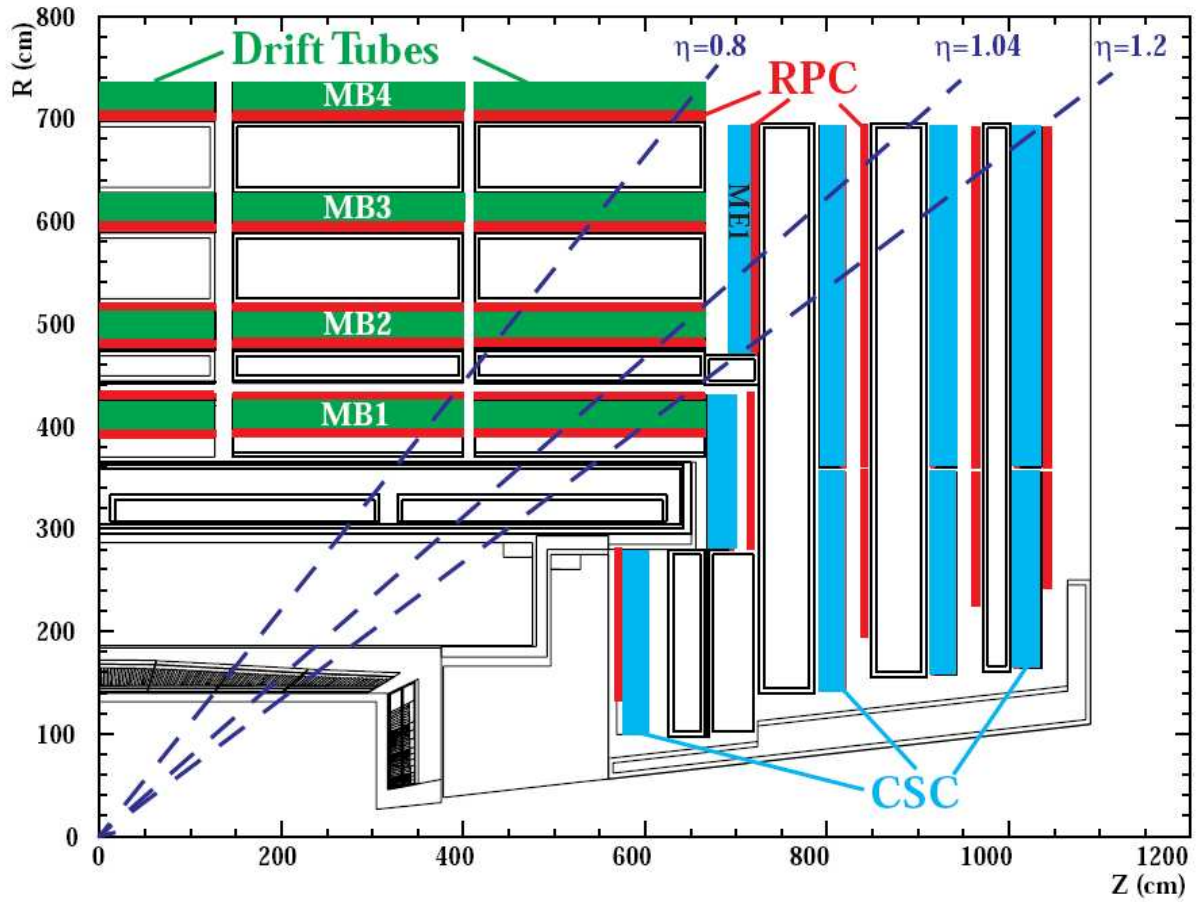 800
R (cm)
700
600
500
400
300
200
100
0
Drift Tubes
η=0.8
η=1.04
η=1.2
RPC
MB4
MB3
ME1
MB2
MB1
CSC
0
200
400
600
800
1000
1200
Z (cm)